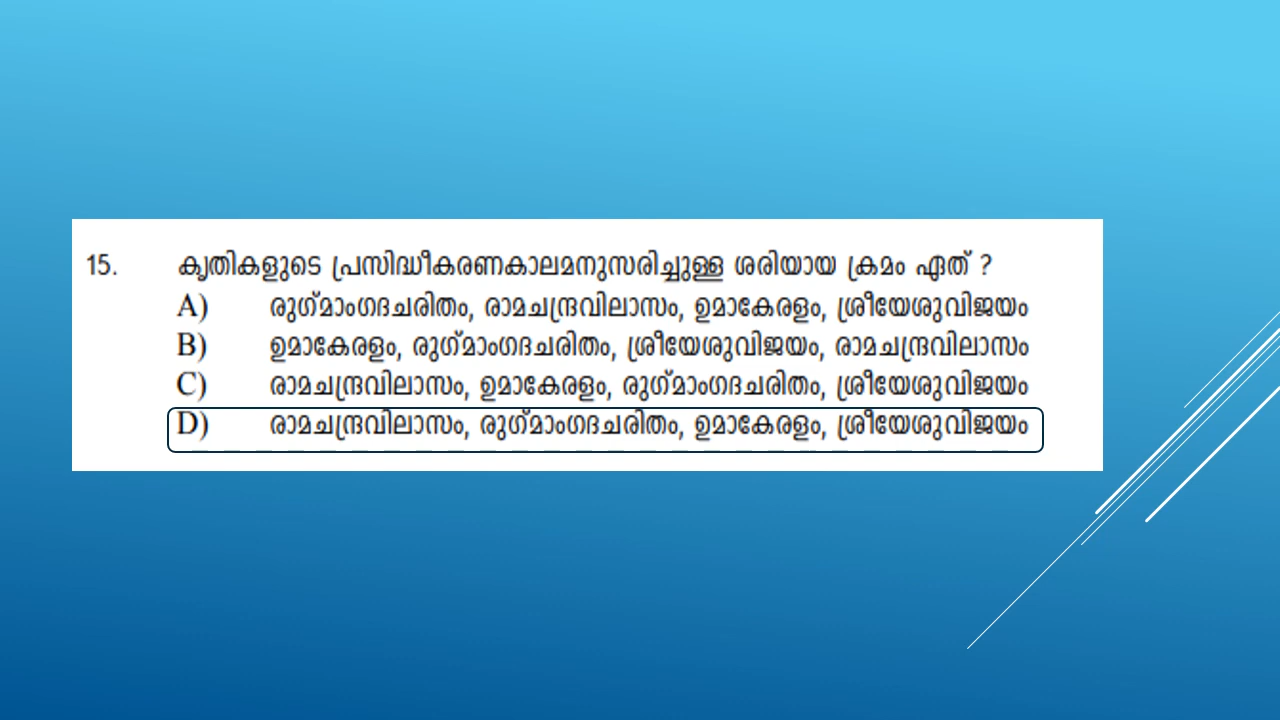 15. കൃതികളുടെ പ്രസിദ്ധീകരണകാലമനുസരിച്ചുള്ള ശരിയായ ക്രമം ഏത് ?
A) രുഗ്മാംഗദചരിതം, രാമചന്ദ്രവിലാസം, ഉമാകേരളം, ശ്രീയേശുവിജയം
B) ഉമാകേരളം, രുഗ്മാംഗദചരിതം, ശ്രീയേശുവിജയം, രാമചന്ദ്രവിലാസം
C) രാമചന്ദ്രവിലാസം, ഉമാകേരളം, രുഗ്മാംഗദചരിതം, ശ്രീയേശുവിജയം
D) രാമചന്ദ്രവിലാസം, രുഗ്മാംഗദചരിതം, ഉമാകേരളം, ശ്രീയേശുവിജയം